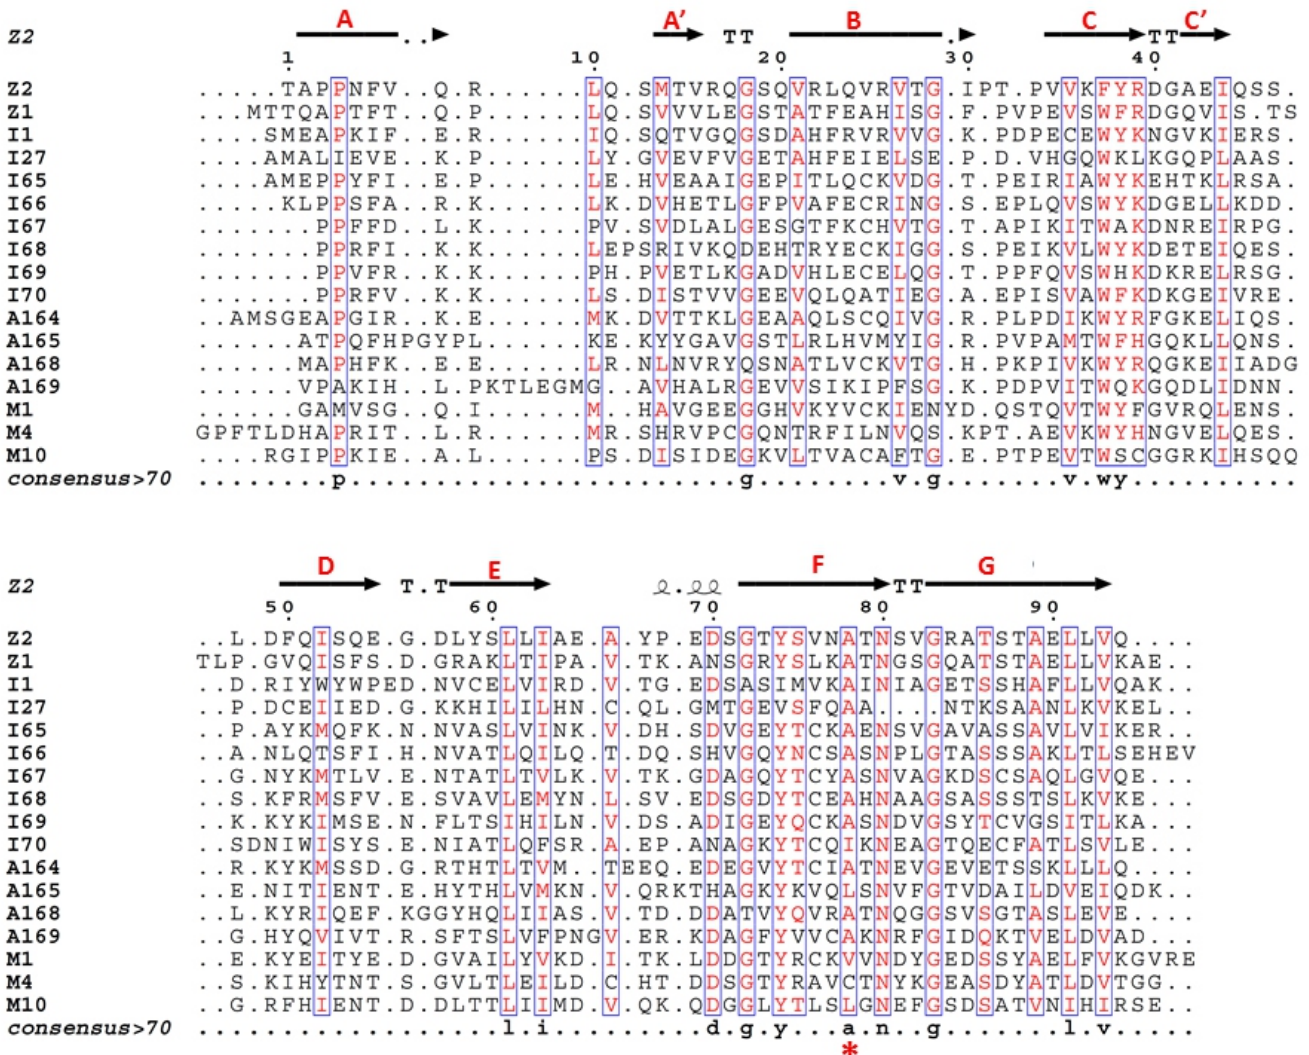 A A’ B C C’
Z2 .. TT TT
1 10 20 30 40
Z2 .....TAPPNFV..Q.R.......LQ.SMTVRQGSQVRLQVRVTG.IPT.PVVKFYRDGAEIQSS.
Z1 ...MTTQAPTFT..Q.P.......LQ.SVVVLEGSTATFEAHISG.F.PVPEVSWFRDGQVIS.TS
I1 ....SMEAPKIF..E.R.......IQ.SQTVGQGSDAHFRVRVVG.K.PDPECEWYKNGVKIERS.
I27 ....AMALIEVE..K.P.......LY.GVEVFVGETAHFEIELSE.P.D.VHGQWKLKGQPLAAS.
I65 ....AMEPPYFI..E.P.......LE.HVEAAIGEPITLQCKVDG.T.PEIRIAWYKEHTKLRSA.
I66 .....KLPPSFA..R.K.......LK.DVHETLGFPVAFECRING.S.EPLQVSWYKDGELLKDD.
I67 .......PPFFD..L.K.......PV.SVDLALGESGTFKCHVTG.T.APIKITWAKDNREIRPG.
I68 .......PPRFI..K.K.......LEPSRIVKQDEHTRYECKIGG.S.PEIKVLWYKDETEIQES.
I69 .......PPVFR..K.K.......PH.PVETLKGADVHLECELQG.T.PPFQVSWHKDKRELRSG.
I70 .......PPRFV..K.K.......LS.DISTVVGEEVQLQATIEG.A.EPISVAWFKDKGEIVRE.
A164 ..AMSGEAPGIR..K.E.......MK.DVTTKLGEAAQLSCQIVG.R.PLPDIKWYRFGKELIQS.
A165 ......ATPQFHPGYPL.......KE.KYYGAVGSTLRLHVMYIG.R.PVPAMTWFHGQKLLQNS.
A168 ......MAPHFK..E.E.......LR.NLNVRYQSNATLVCKVTG.H.PKPIVKWYRQGKEIIADG
A169 ......VPAKIH..L.PKTLEGMG.AVHALRGEVVSIKIPFSG.K.PDPVITWQKGQDLIDNN.
M1 ......GAMVSG..Q.I.......M.HAVGEEGGHVKYVCKIENYD.QSTQVTWYFGVRQLENS.
M4 GPFTLDHAPRIT..L.R.......MR.SHRVPCGQNTRFILNVQS.KPT.AEVKWYHNGVELQES.
M10 ....RGIPPKIE..A.L.......PS.DISIDEGKVLTVACAFTG.E.PTPEVTWSCGGRKIHSQQ
consensus>70 ........p.......................g........v.g.......v.wy..........
D E F G
Z2 T.T TT
50 60 70 80 90
Z2 ..L.DFQISQE.G.DLYSLLIAE.A.YP.EDSGTYSVNATNSVGRATSTAELLVQ....
Z1 TLP.GVQISFS.D.GRAKLTIPA.V.TK.ANSGRYSLKATNGSGQATSTAELLVKAE..
I1 ..D.RIYWYWPED.NVCELVIRD.V.TG.EDSASIMVKAINIAGETSSHAFLLVQAK..
I27 ..P.DCEIIED.G.KKHILILHN.C.QL.GMTGEVSFQAA...NTKSAANLKVKEL..
I65 ..P.AYKMQFK.N.NVASLVINK.V.DH.SDVGEYTCKAENSVGAVASSAVLVIKER..
I66 ..A.NLQTSFI.H.NVATLQILQ.T.DQ.SHVGQYNCSASNPLGTASSSAKLTLSEHEV
I67 ..G.NYKMTLV.E.NTATLTVLK.V.TK.GDAGQYTCYASNVAGKDSCSAQLGVQE...
I68 ..S.KFRMSFV.E.SVAVLEMYN.L.SV.EDSGDYTCEAHNAAGSASSSTSLKVKE...
I69 ..K.KYKIMSE.N.FLTSIHILN.V.DS.ADIGEYQCKASNDVGSYTCVGSITLKA...
I70 ..SDNIWISYS.E.NIATLQFSR.A.EP.ANAGKYTCQIKNEAGTQECFATLSVLE...
A164 ..R.KYKMSSD.G.RTHTLTVM..TEEQ.EDEGVYTCIATNEVGEVETSSKLLLQ....
A165 ..E.NITIENT.E.HYTHLVMKN.V.QRKTHAGKYKVQLSNVFGTVDAILDVEIQDK..
A168 ..L.KYRIQEF.KGGYHQLIIAS.V.TD.DDATVYQVRATNQGGSVSGTASLEVE....
A169 ..G.HYQVIVT.R.SFTSLVFPNGV.ER.KDAGFYVVCAKNRFGIDQKTVELDVAD...
M1 ..E.KYEITYE.D.GVAILYVKD.I.TK.LDDGTYRCKVVNDYGEDSSYAELFVKGVRE
M4 ..S.KIHYTNT.S.GVLTLEILD.C.HT.DDSGTYRAVCTNYKGEASDYATLDVTGG..
M10 ..G.RFHIENT.D.DLTTLIIMD.V.QK.QDGGLYTLSLGNEFGSDSATVNIHIRSE..
consensus>70 ..................l.i.........d.g.y...a.n..g.......l.v.....
*